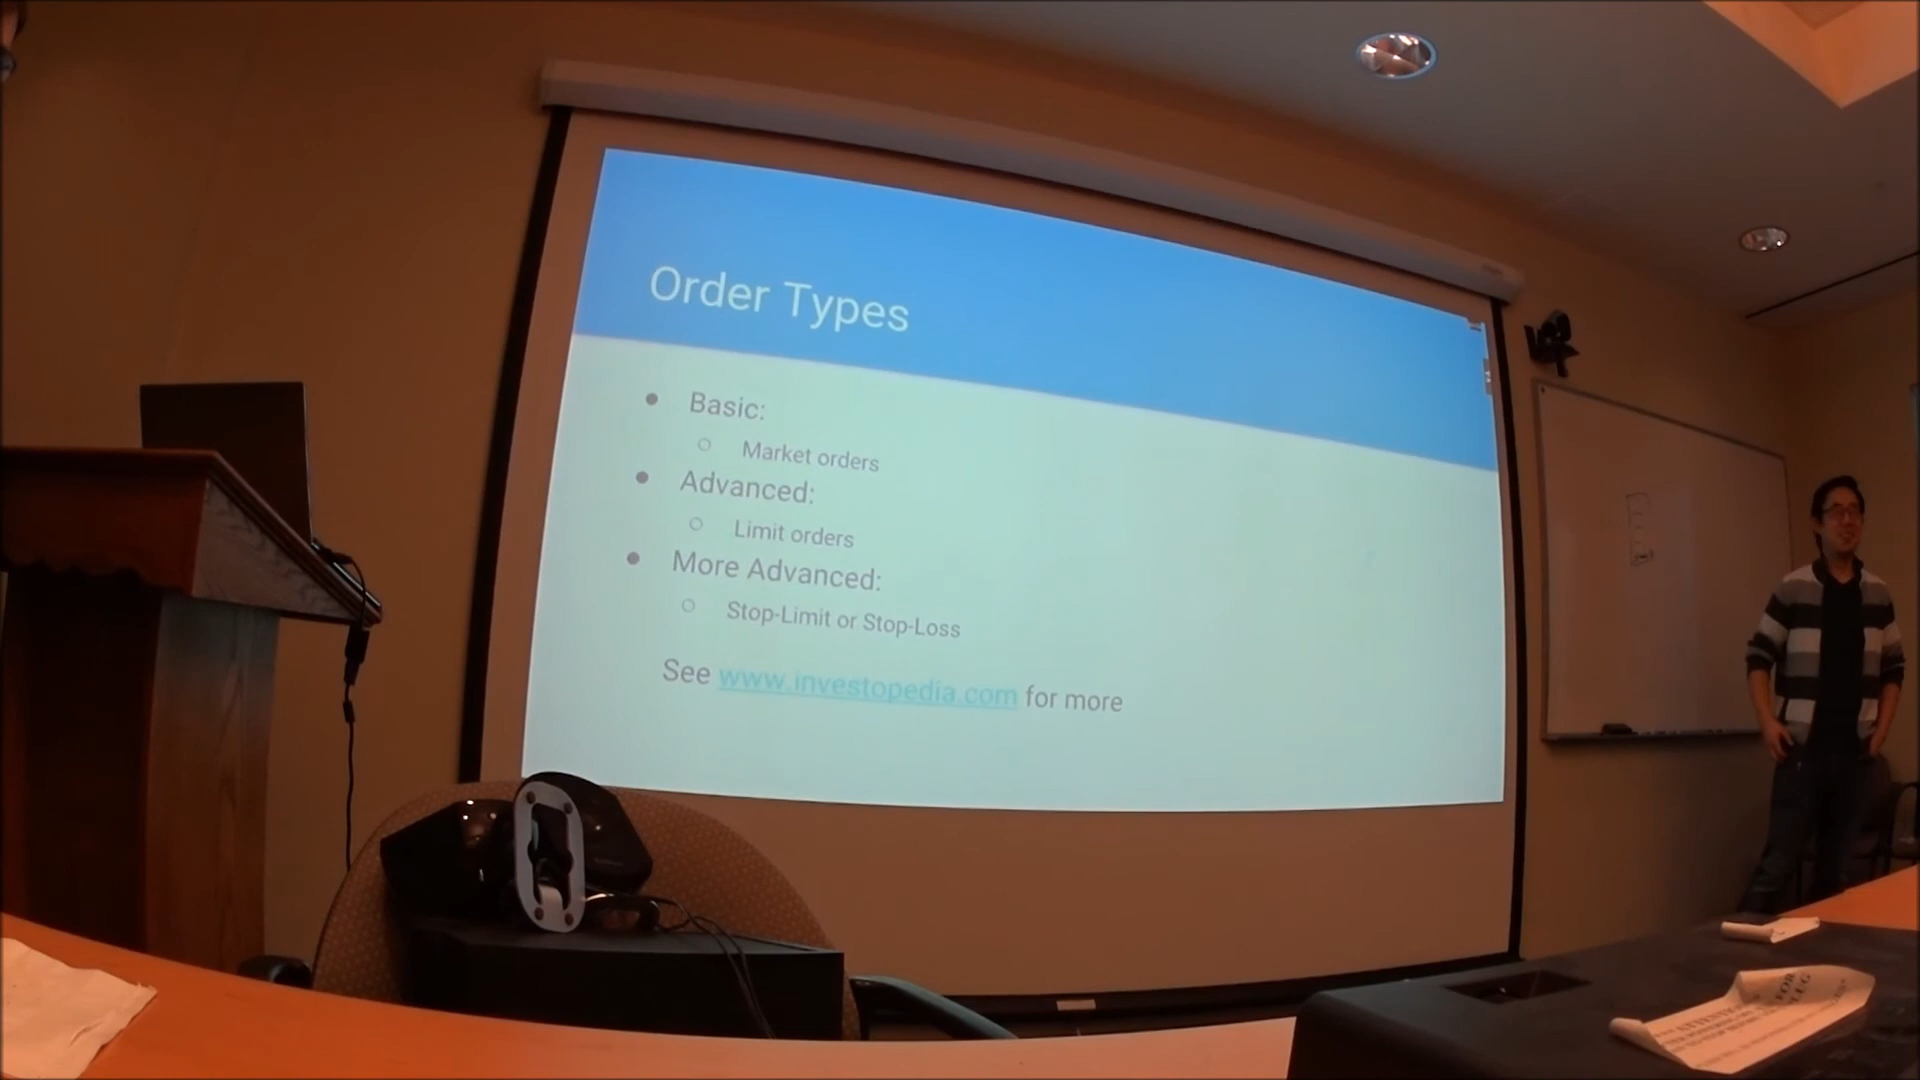 Order Types
Basic:
Market orders
Advanced:
Limit orders
More Advanced:
Stop-Limit or Stop-Loss
See www.investopedia.com for more